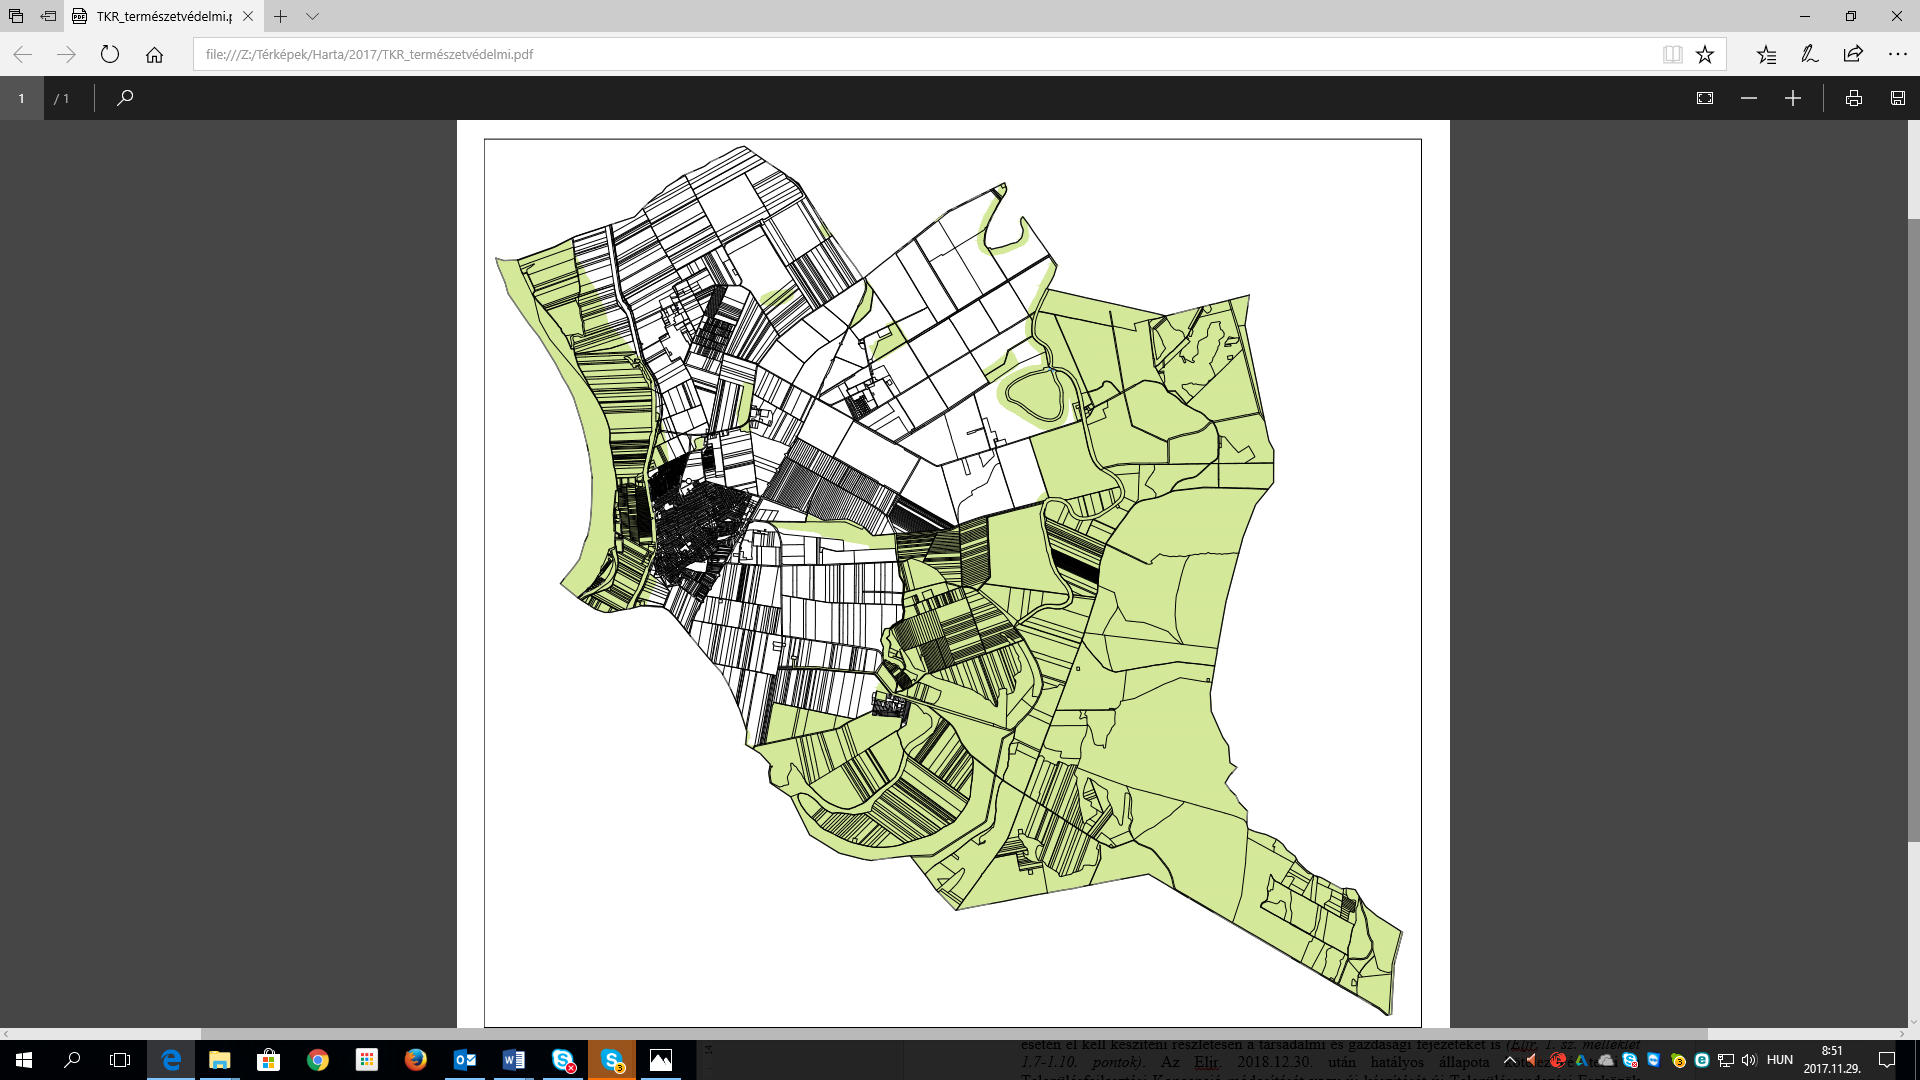 TKR_természetvédelmi.p
file:///Z:/Térképek/Harta/2017/TKR_természetvédelmi.pdf
1 / 1
esetén el kell készíteni részletesen a társadalmi és gazdasági fejezeteket is (Eljr. 1. sz. melléklet
1.7-1.10. pontok). Az Eljr. 2018.12.30. után hatályos állapota
HUN
8:51
2017.11.29.